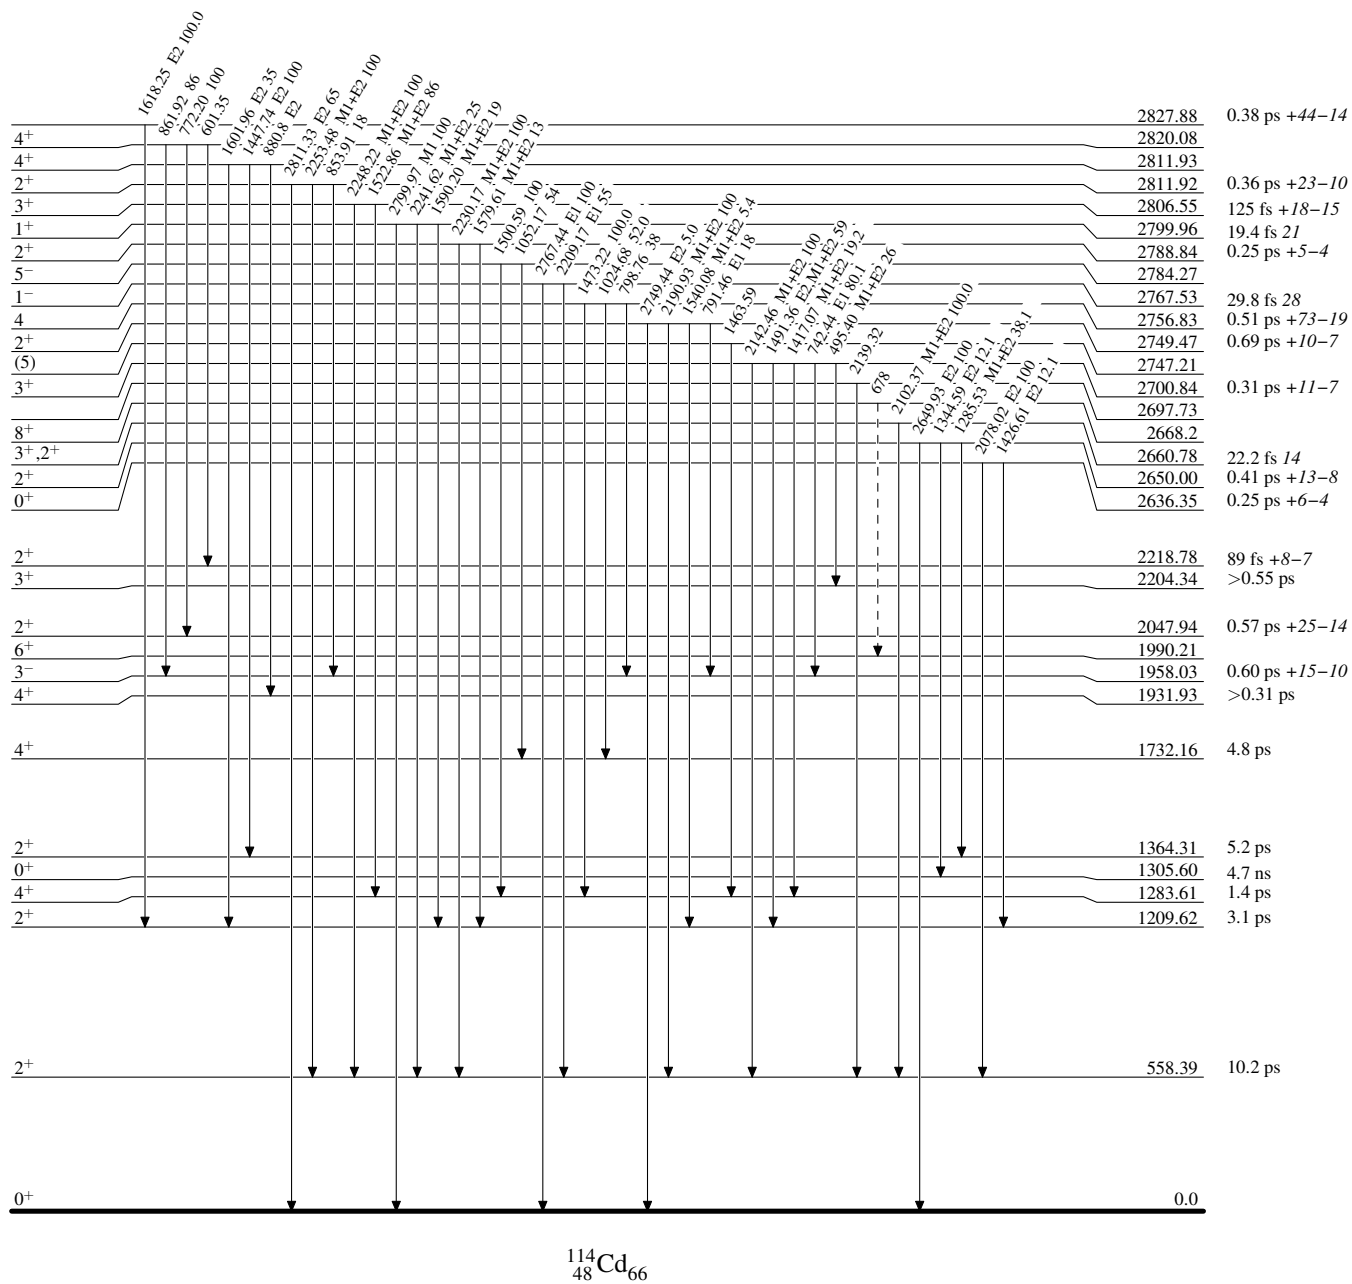 1618.25 E2 100.0
861.92 86
772.20 100
601.35
1601.96 E2 35
1447.74 E2 100
880.8 E2
2811.33 E2 65
2253.48 M1+E2 100
853.91 18
2248.22 M1+E2 100
1522.86 M1+E2 86
2799.97 M1 100
2241.62 M1+E2 25
1590.20 M1+E2 19
2230.17 M1+E2 100
1579.61 M1+E2 13
1500.59 100
1052.17 54
2767.44 E1 100
2209.17 E1 55
1473.22 100.0
1024.68 52.0
798.76 38
2749.44 E2 5.0
2190.93 M1+E2 100
1540.08 M1+E2 5.4
791.46 E1 18
1463.59
2142.46 M1+E2 100
1491.36 E2,M1+E2 59
1417.07 M1+E2 19.2
742.44 E1 80.1
495.40 M1+E2 26
2139.32
678
2102.37 M1+E2 100.0
2649.93 E2 100
1344.59 E2 12.1
1285.53 M1+E2 38.1
2078.02 E2 100
1426.61 E2 12.1
2827.88 0.38 ps +44−14
4⁺ 2820.08
4⁺ 2811.93
2⁺ 2811.92 0.36 ps +23−10
3⁺ 2806.55 125 fs +18−15
1⁺ 2799.96 19.4 fs 21
2⁺ 2788.84 0.25 ps +5−4
5⁻ 2784.27
1⁻ 2767.53 29.8 fs 28
4 2756.83 0.51 ps +73−19
2⁺ 2749.47 0.69 ps +10−7
(5) 2747.21
3⁺ 2700.84 0.31 ps +11−7
2697.73
8⁺ 2668.2
3⁺,2⁺ 2660.78 22.2 fs 14
2⁺ 2650.00 0.41 ps +13−8
0⁺ 2636.35 0.25 ps +6−4
2⁺ 2218.78 89 fs +8−7
3⁺ 2204.34 >0.55 ps
2⁺ 2047.94 0.57 ps +25−14
6⁺ 1990.21
3⁻ 1958.03 0.60 ps +15−10
4⁺ 1931.93 >0.31 ps
4⁺ 1732.16 4.8 ps
2⁺ 1364.31 5.2 ps
0⁺ 1305.60 4.7 ns
4⁺ 1283.61 1.4 ps
2⁺ 1209.62 3.1 ps
2⁺ 558.39 10.2 ps
0⁺ 0.0
¹¹⁴₄₈Cd₆₆